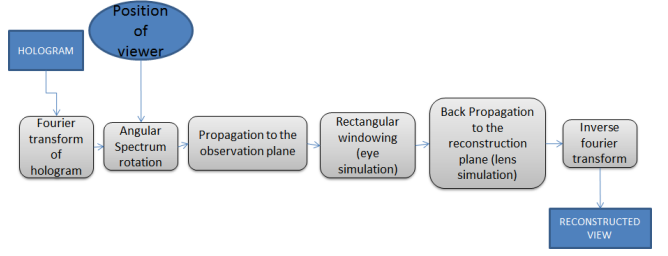 Position
of
viewer
HOLOGRAM
Fourier
transform
of
hologram
Angular
Spectrum
rotation
Propagation to the
observation plane
Rectangular
windowing
(eye
simulation)
Back Propagation
to the
reconstruction
plane (lens
simulation)
Inverse
fourier
transform
RECONSTRUCTED
VIEW